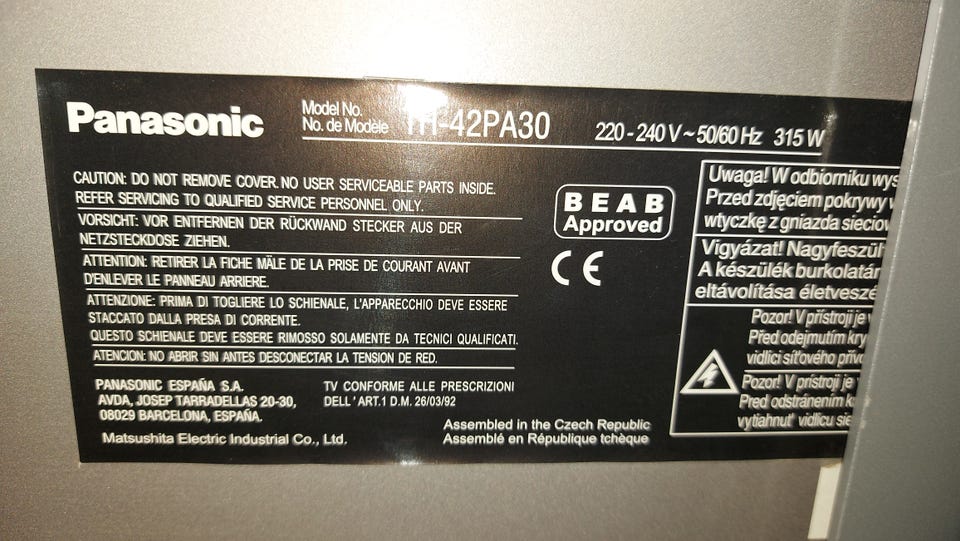 Panasonic
Model No.
No. de Modèle
TH-42PA30
220 - 240 V ~ 50/60 Hz 315 W
CAUTION: DO NOT REMOVE COVER. NO USER SERVICEABLE PARTS INSIDE.
REFER SERVICING TO QUALIFIED SERVICE PERSONNEL ONLY.
VORSICHT: VOR ENTFERNEN DER RÜCKWAND STECKER AUS DER
NETZSTECKDOSE ZIEHEN.
ATTENTION: RETIRER LA FICHE MÂLE DE LA PRISE DE COURANT AVANT
D'ENLEVER LE PANNEAU ARRIERE.
ATTENZIONE: PRIMA DI TOGLIERE LO SCHIENALE, L'APPARECCHIO DEVE ESSERE
STACCATO DALLA PRESA DI CORRENTE.
QUESTO SCHIENALE DEVE ESSERE RIMOSSO SOLAMENTE DA TECNICI QUALIFICATI.
ATENCION: NO ABRIR SIN ANTES DESCONECTAR LA TENSION DE RED.
PANASONIC ESPAÑA S.A.
AVDA, JOSEP TARRADELLAS 20-30,
08029 BARCELONA, ESPAÑA.
Matsushita Electric Industrial Co., Ltd.
TV CONFORME ALLE PRESCRIZIONI
DELL'ART.1 D.M. 26/03/92
Assembled in the Czech Republic
Assemblé en République tchèque
BEAB
Approved
CE
Uwaga! W odbiorniku
Przed zdjęciem pokrywy
wtyczkę z gniazda
Vigyázat!
A készülék
eltávolítása
Pozor! V přístroji je
Před odejmutím
vidlici síťového
Pozor! V prístroji je
Pred odstránením
vytiahnuť vidlicu